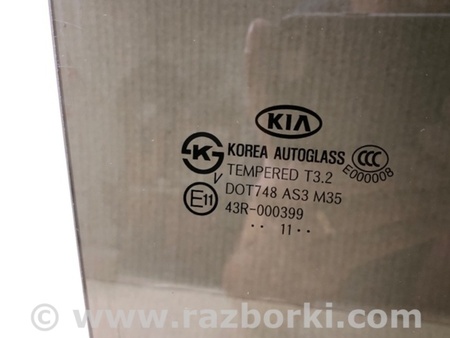 KIA
K KOREA AUTOGLASS CCC
E000008
V TEMPERED T3.2
DOT748 AS3 M35
E11 43R-000399
·· 11 ··
© www.razborki.com